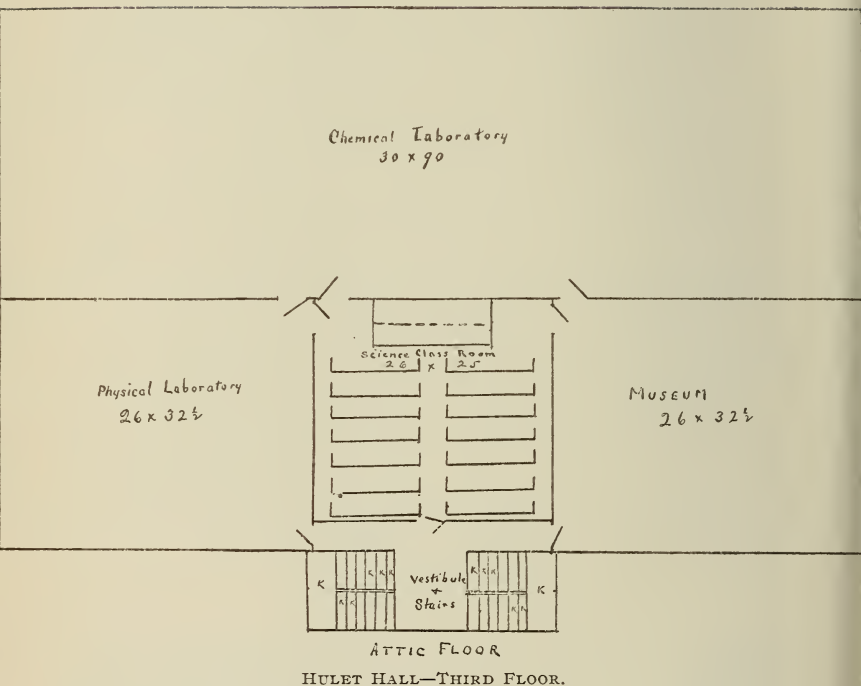 Chemical Laboratory
30 x 90
Science Class Room
26 x 25
Physical Laboratory
26 x 32½
MUSEUM
26 x 32½
K
K K K
K K
Vestibule
+
Stairs
K K K
K K
K
ATTIC FLOOR
HULET HALL—THIRD FLOOR.